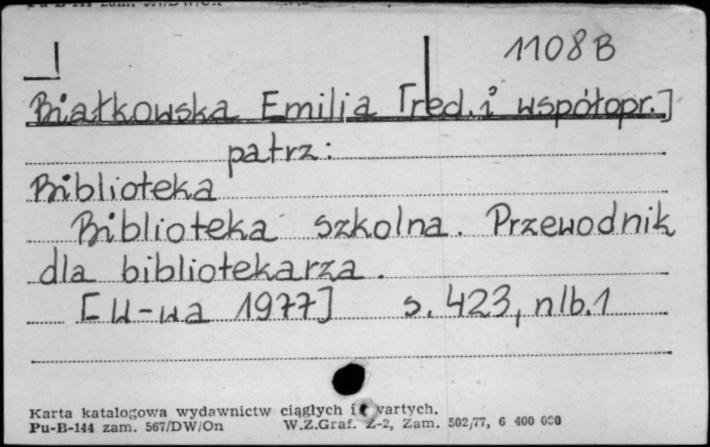 1108B
Białkowska Emilia [red. i współopr.]
patrz:
Biblioteka
Biblioteka szkolna. Przewodnik
dla bibliotekarza.
[W-wa 1977] s. 423, nlb.1
Karta katalogowa wydawnictw ciągłych i zwartych.
Pu-B-144 zam. 567/DW/On W.Z.Graf. Z-2, Zam. 502/77, 6 400 000